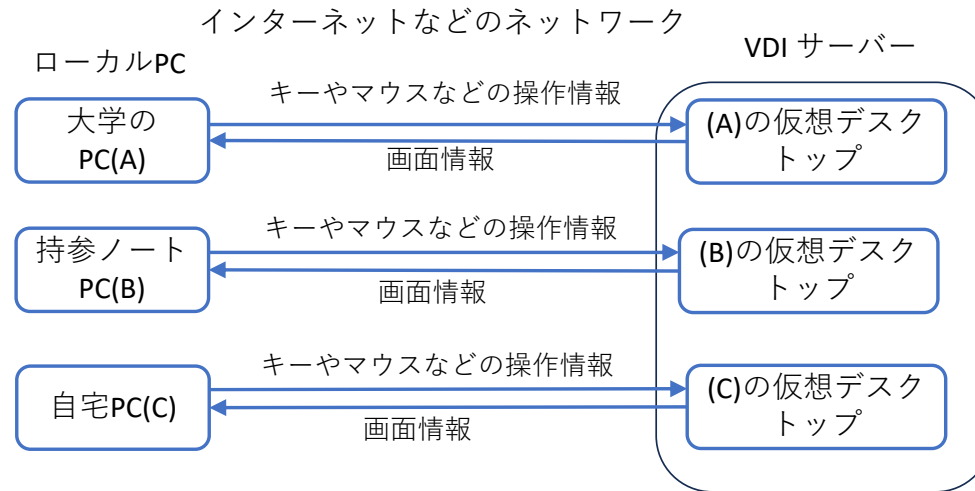 インターネットなどのネットワーク
ローカルPC
VDI サーバー
大学の
PC(A)
キーやマウスなどの操作情報
画面情報
(A)の仮想デスク
トップ
持参ノート
PC(B)
キーやマウスなどの操作情報
画面情報
(B)の仮想デスク
トップ
自宅PC(C)
キーやマウスなどの操作情報
画面情報
(C)の仮想デスク
トップ